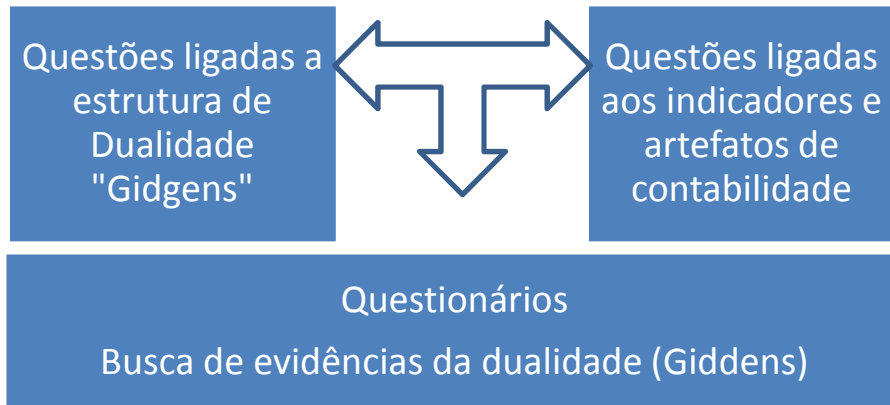 Questões ligadas a
estrutura de
Dualidade
"Gidgens"
Questões ligadas
aos indicadores e
artefatos de
contabilidade
Questionários
Busca de evidências da dualidade (Giddens)